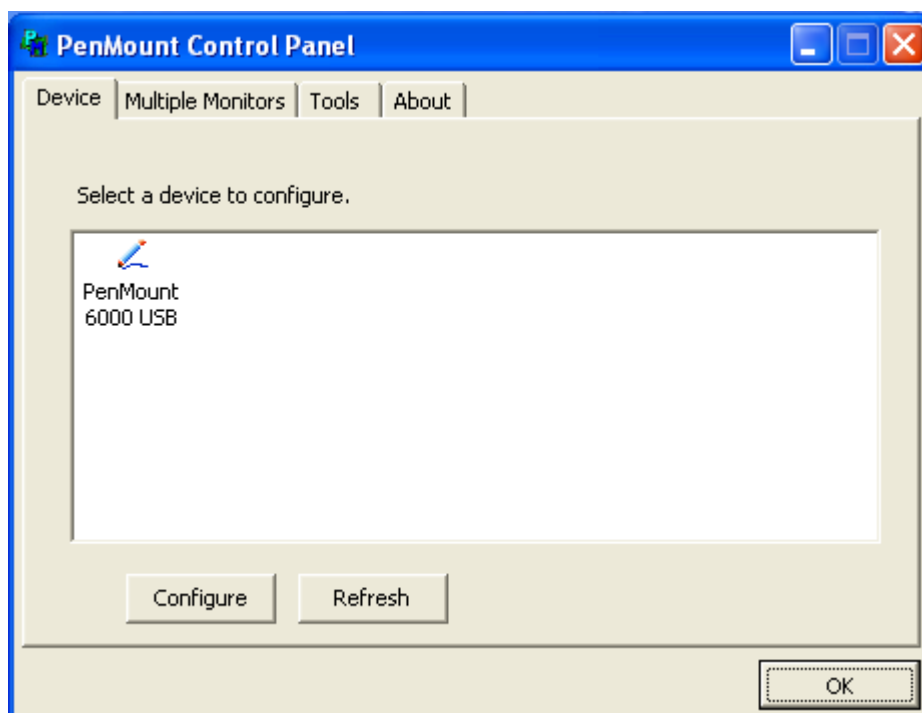 PenMount Control Panel
Device Multiple Monitors Tools About
Select a device to configure.
PenMount
6000 USB
Configure Refresh
OK